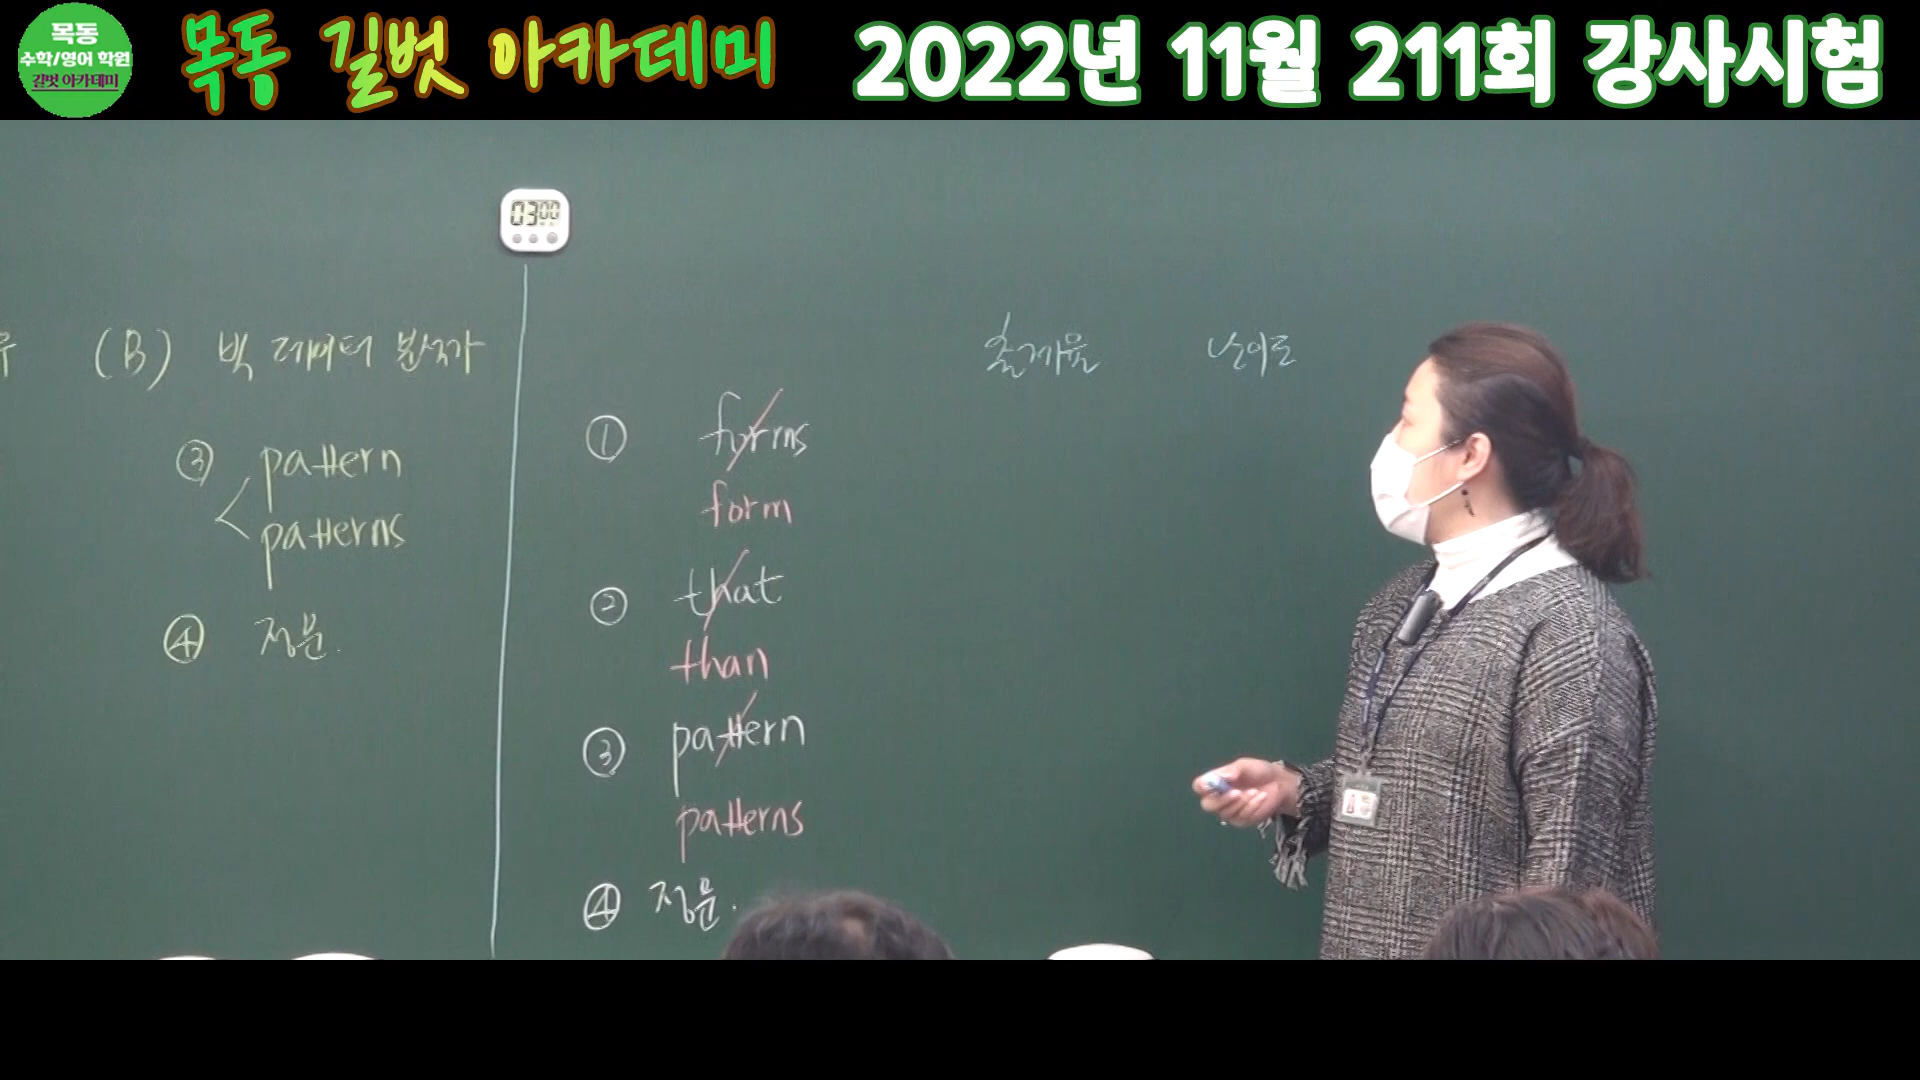 목동
수학/영어 학원
길벗 아카데미
목동 길벗 아카데미
2022년 11월 211회 강사시험
03 00
(B) 빅 데이터 분석가
③ pattern
patterns
④ 정문.
① forms
form
② that
than
③ pattern
patterns
④ 정문.
출제율 난이도